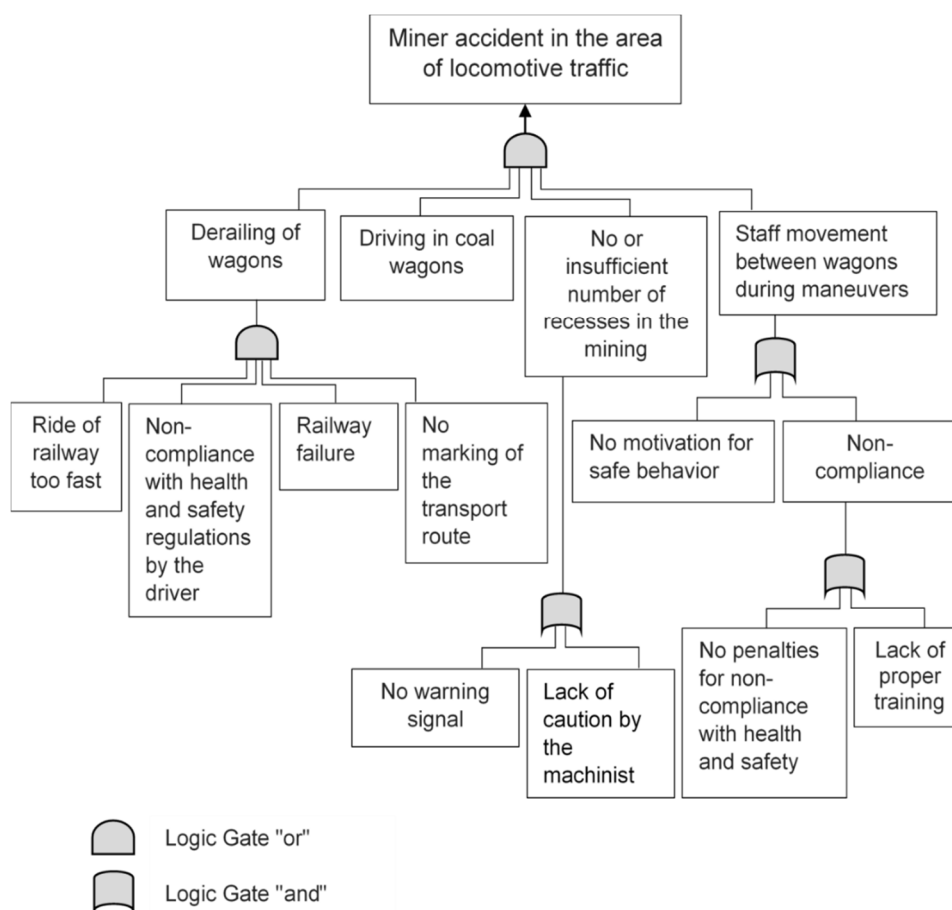 Miner accident in the area
of locomotive traffic
Derailing of
wagons
Driving in coal
wagons
No or
insufficient
number of
recesses in the
mining
Staff movement
between wagons
during maneuvers
Ride of
railway
too fast
Non-
compliance
with health
and safety
regulations
by the
driver
Railway
failure
No
marking of
the
transport
route
No motivation for
safe behavior
Non-
compliance
No warning
signal
Lack of
caution by
the
machinist
No penalties
for non-
compliance
with health
and safety
Lack of
proper
training
Logic Gate "or"
Logic Gate "and"